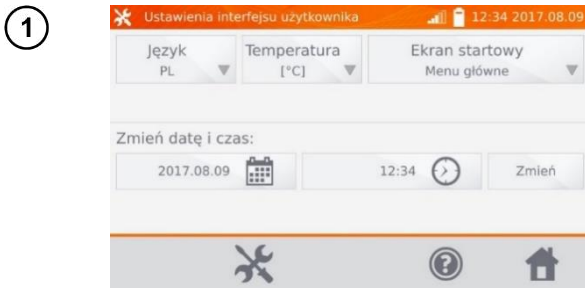 1
Ustawienia interfejsu użytkownika 12:34 2017.08.09
Język Temperatura Ekran startowy
PL [°C] Menu główne
Zmień datę i czas:
2017.08.09 12:34 Zmień